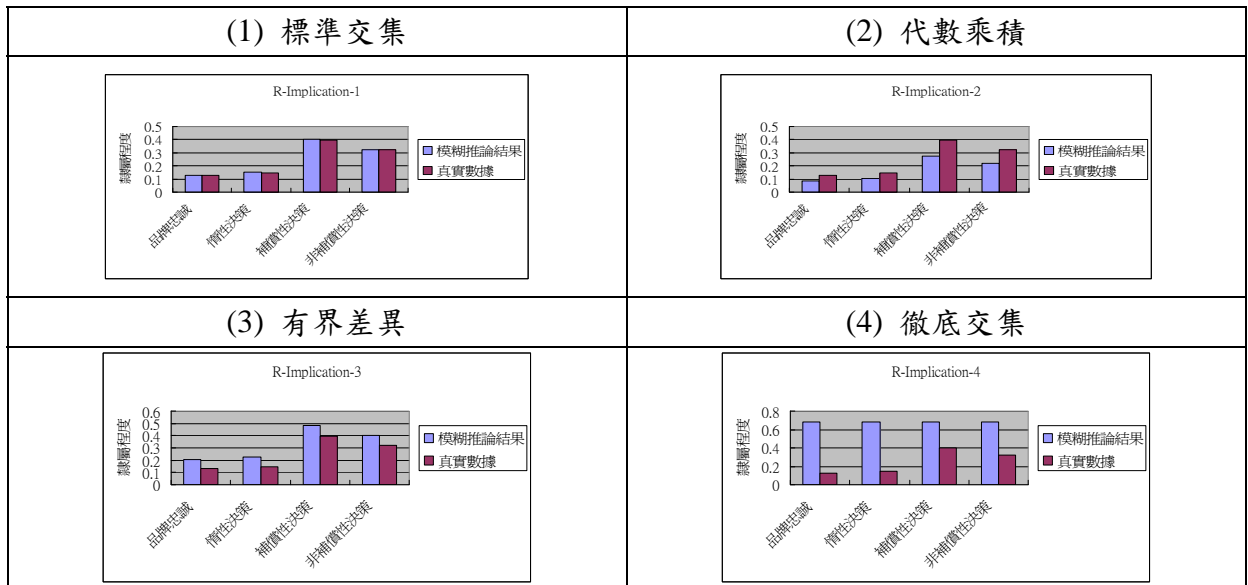 (1) 標準交集
(2) 代數乘積
R-Implication-1
隸屬程度
0.5
0.4
0.3
0.2
0.1
0
品牌忠誠
惰性決策
補償性決策
非補償性決策
模糊推論結果
真實數據
R-Implication-2
隸屬程度
0.5
0.4
0.3
0.2
0.1
0
品牌忠誠
惰性決策
補償性決策
非補償性決策
模糊推論結果
真實數據
(3) 有界差異
(4) 徹底交集
R-Implication-3
隸屬程度
0.6
0.5
0.4
0.3
0.2
0.1
0
品牌忠誠
惰性決策
補償性決策
非補償性決策
模糊推論結果
真實數據
R-Implication-4
隸屬程度
0.8
0.6
0.4
0.2
0
品牌忠誠
惰性決策
補償性決策
非補償性決策
模糊推論結果
真實數據